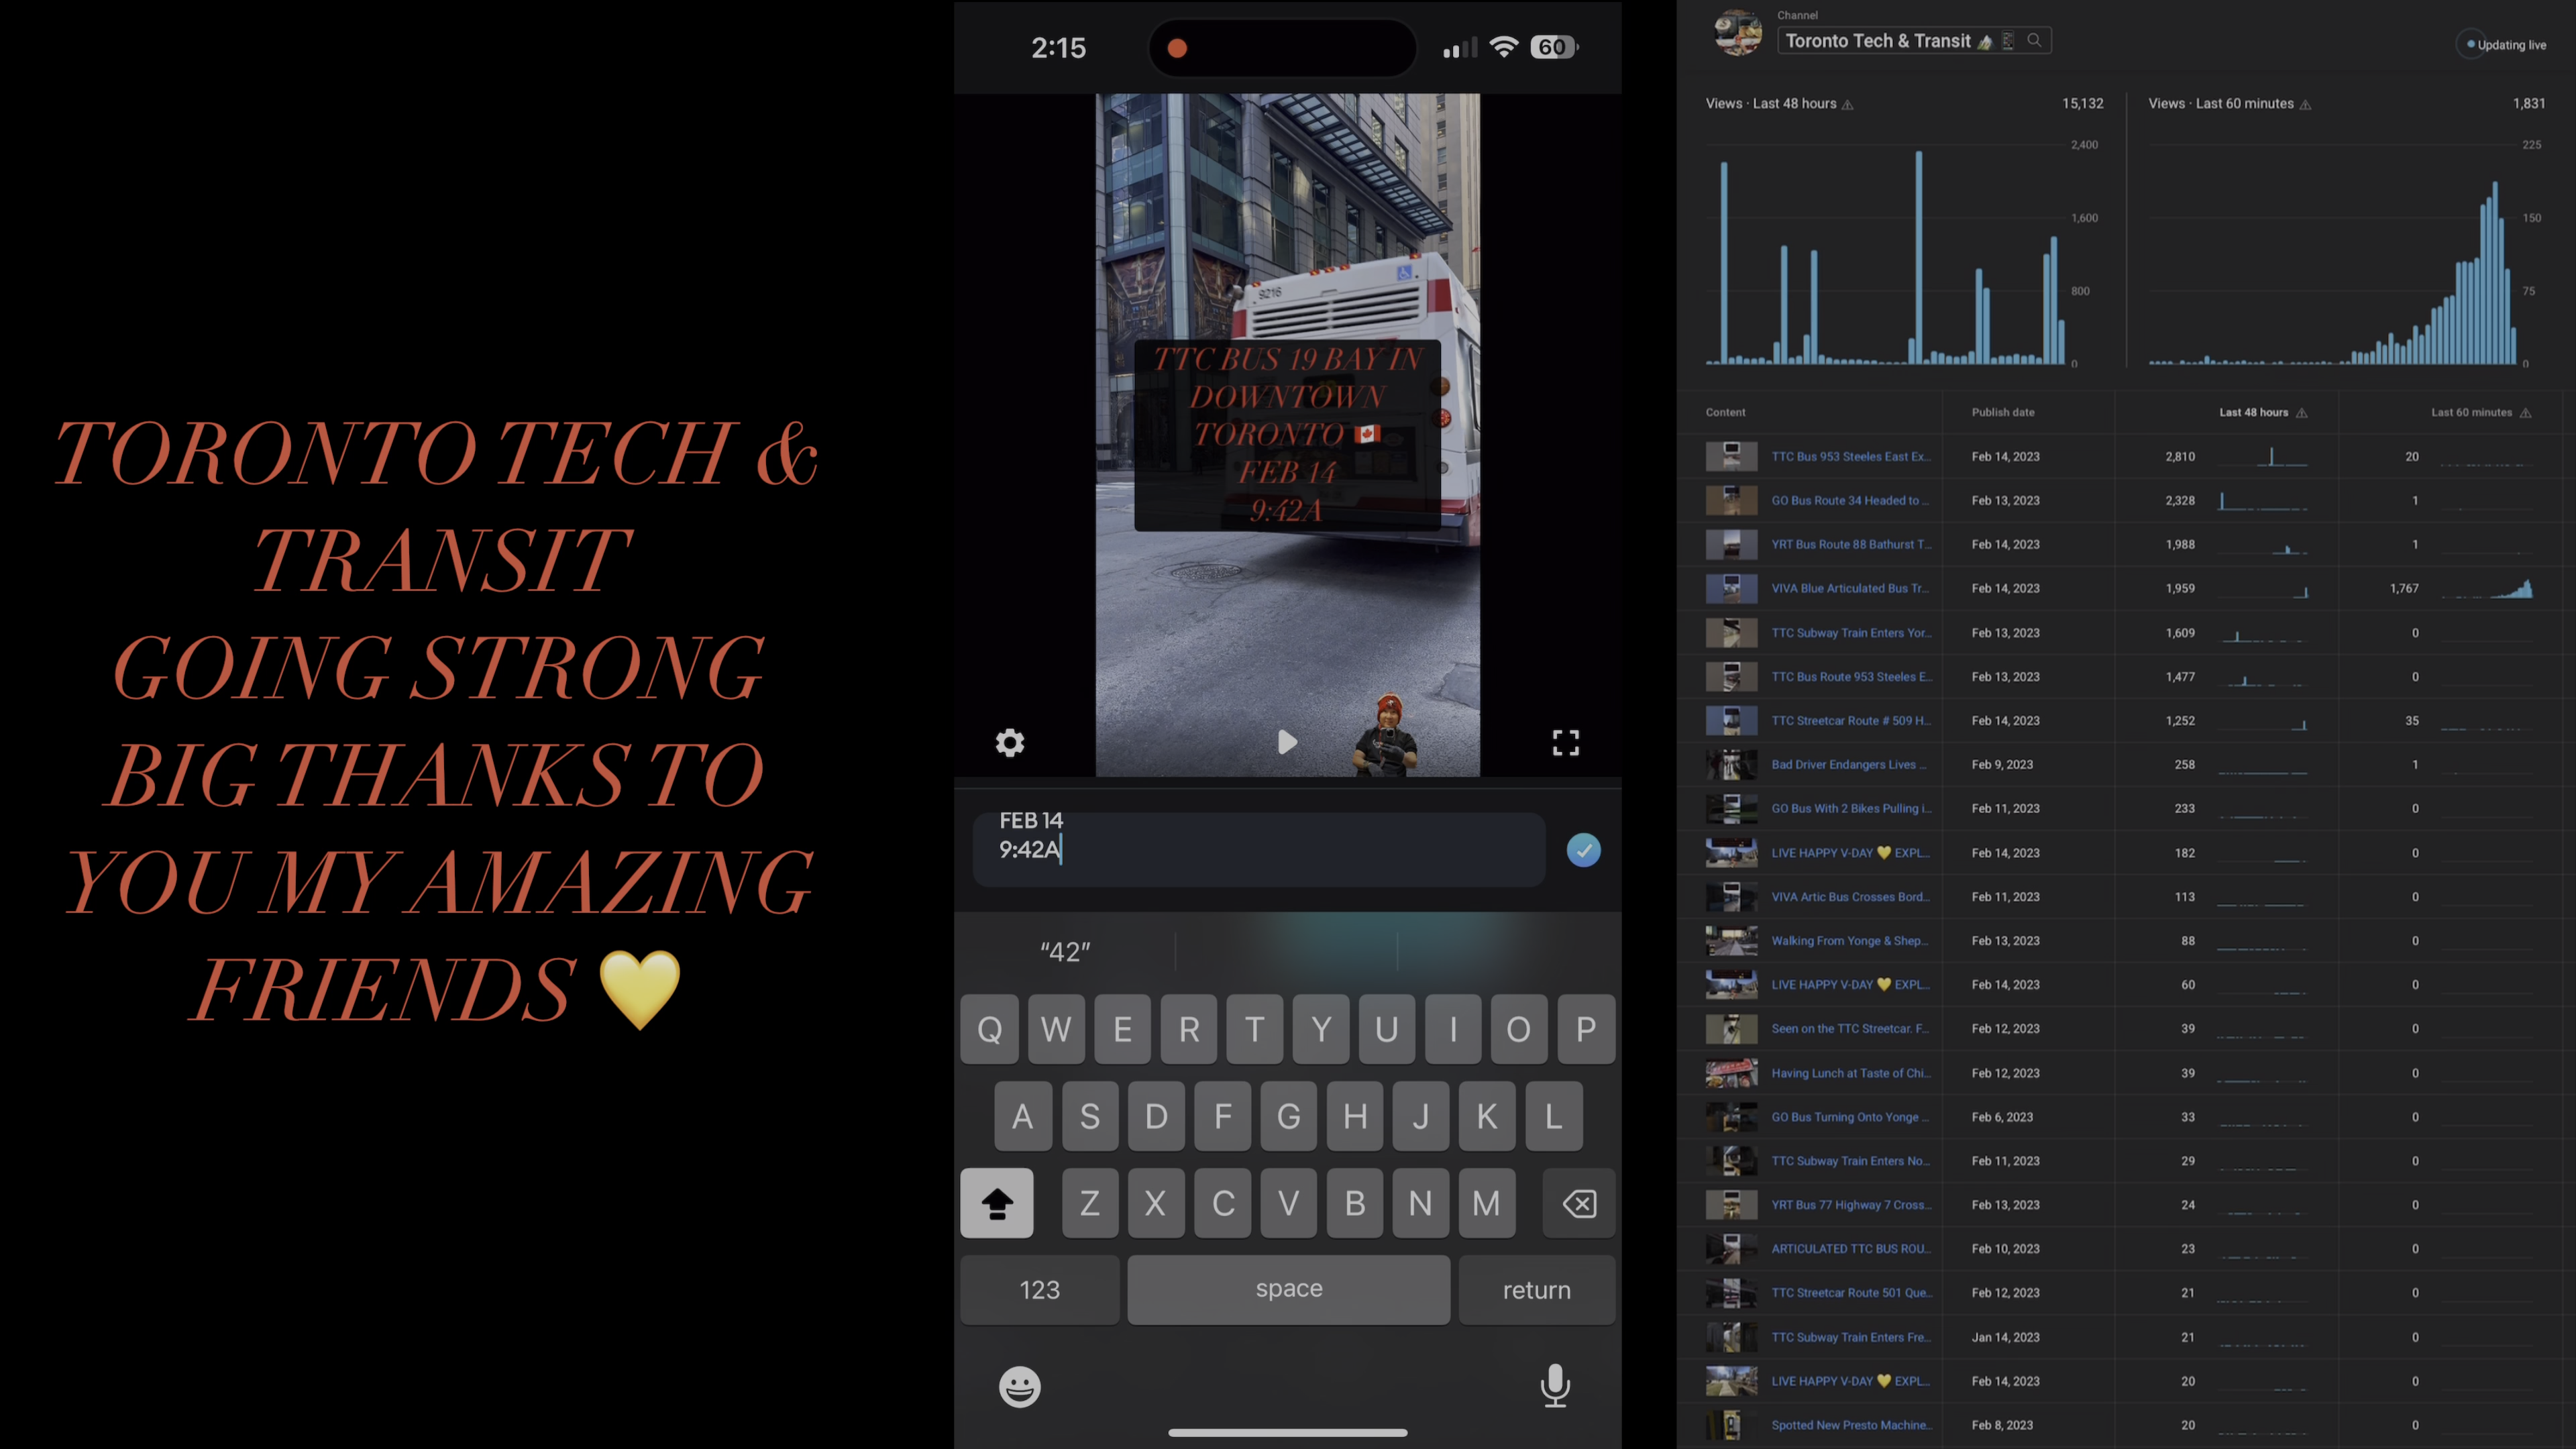 TORONTO TECH &
TRANSIT
GOING STRONG
BIG THANKS TO
YOU MY AMAZING
FRIENDS 💛
2:15
60
9216
TTC BUS 19 BAY IN
DOWNTOWN
TORONTO 🇨🇦
FEB 14
9:42A
FEB 14
9:42A
“42”
Q W E R T Y U I O P
A S D F G H J K L
Z X C V B N M
123 space return
Channel
Toronto Tech & Transit
Updating live
Views · Last 48 hours 15,132
2,400
1,600
800
0
Views · Last 60 minutes 1,831
225
150
75
0
Content Publish date Last 48 hours Last 60 minutes
TTC Bus 953 Steeles East Ex... Feb 14, 2023 2,810 20
GO Bus Route 34 Headed to ... Feb 13, 2023 2,328 1
YRT Bus Route 88 Bathurst T... Feb 14, 2023 1,988 1
VIVA Blue Articulated Bus Tr... Feb 14, 2023 1,959 1,767
TTC Subway Train Enters Yor... Feb 13, 2023 1,609 0
TTC Bus Route 953 Steeles E... Feb 13, 2023 1,477 0
TTC Streetcar Route # 509 H... Feb 14, 2023 1,252 35
Bad Driver Endangers Lives ... Feb 9, 2023 258 1
GO Bus With 2 Bikes Pulling i... Feb 11, 2023 233 0
LIVE HAPPY V-DAY 💛 EXPL... Feb 14, 2023 182 0
VIVA Artic Bus Crosses Bord... Feb 11, 2023 113 0
Walking From Yonge & Shep... Feb 13, 2023 88 0
LIVE HAPPY V-DAY 💛 EXPL... Feb 14, 2023 60 0
Seen on the TTC Streetcar. F... Feb 12, 2023 39 0
Having Lunch at Taste of Chi... Feb 12, 2023 39 0
GO Bus Turning Onto Yonge ... Feb 6, 2023 33 0
TTC Subway Train Enters No... Feb 11, 2023 29 0
YRT Bus 77 Highway 7 Cross... Feb 13, 2023 24 0
ARTICULATED TTC BUS ROU... Feb 10, 2023 23 0
TTC Streetcar Route 501 Que... Feb 12, 2023 21 0
TTC Subway Train Enters Fre... Jan 14, 2023 21 0
LIVE HAPPY V-DAY 💛 EXPL... Feb 14, 2023 20 0
Spotted New Presto Machine... Feb 8, 2023 20 0